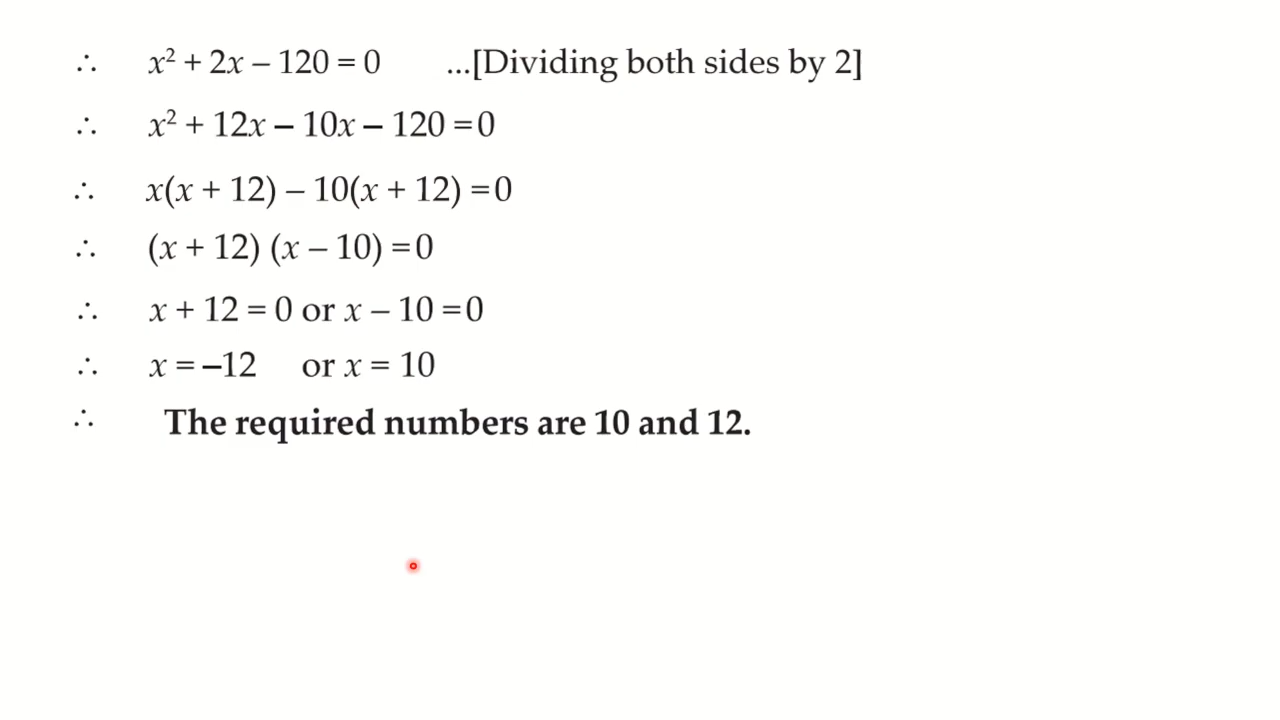 ∴ x² + 2x – 120 = 0 ...[Dividing both sides by 2]
∴ x² + 12x – 10x – 120 = 0
∴ x(x + 12) – 10(x + 12) = 0
∴ (x + 12) (x – 10) = 0
∴ x + 12 = 0 or x – 10 = 0
∴ x = –12 or x = 10
∴ The required numbers are 10 and 12.